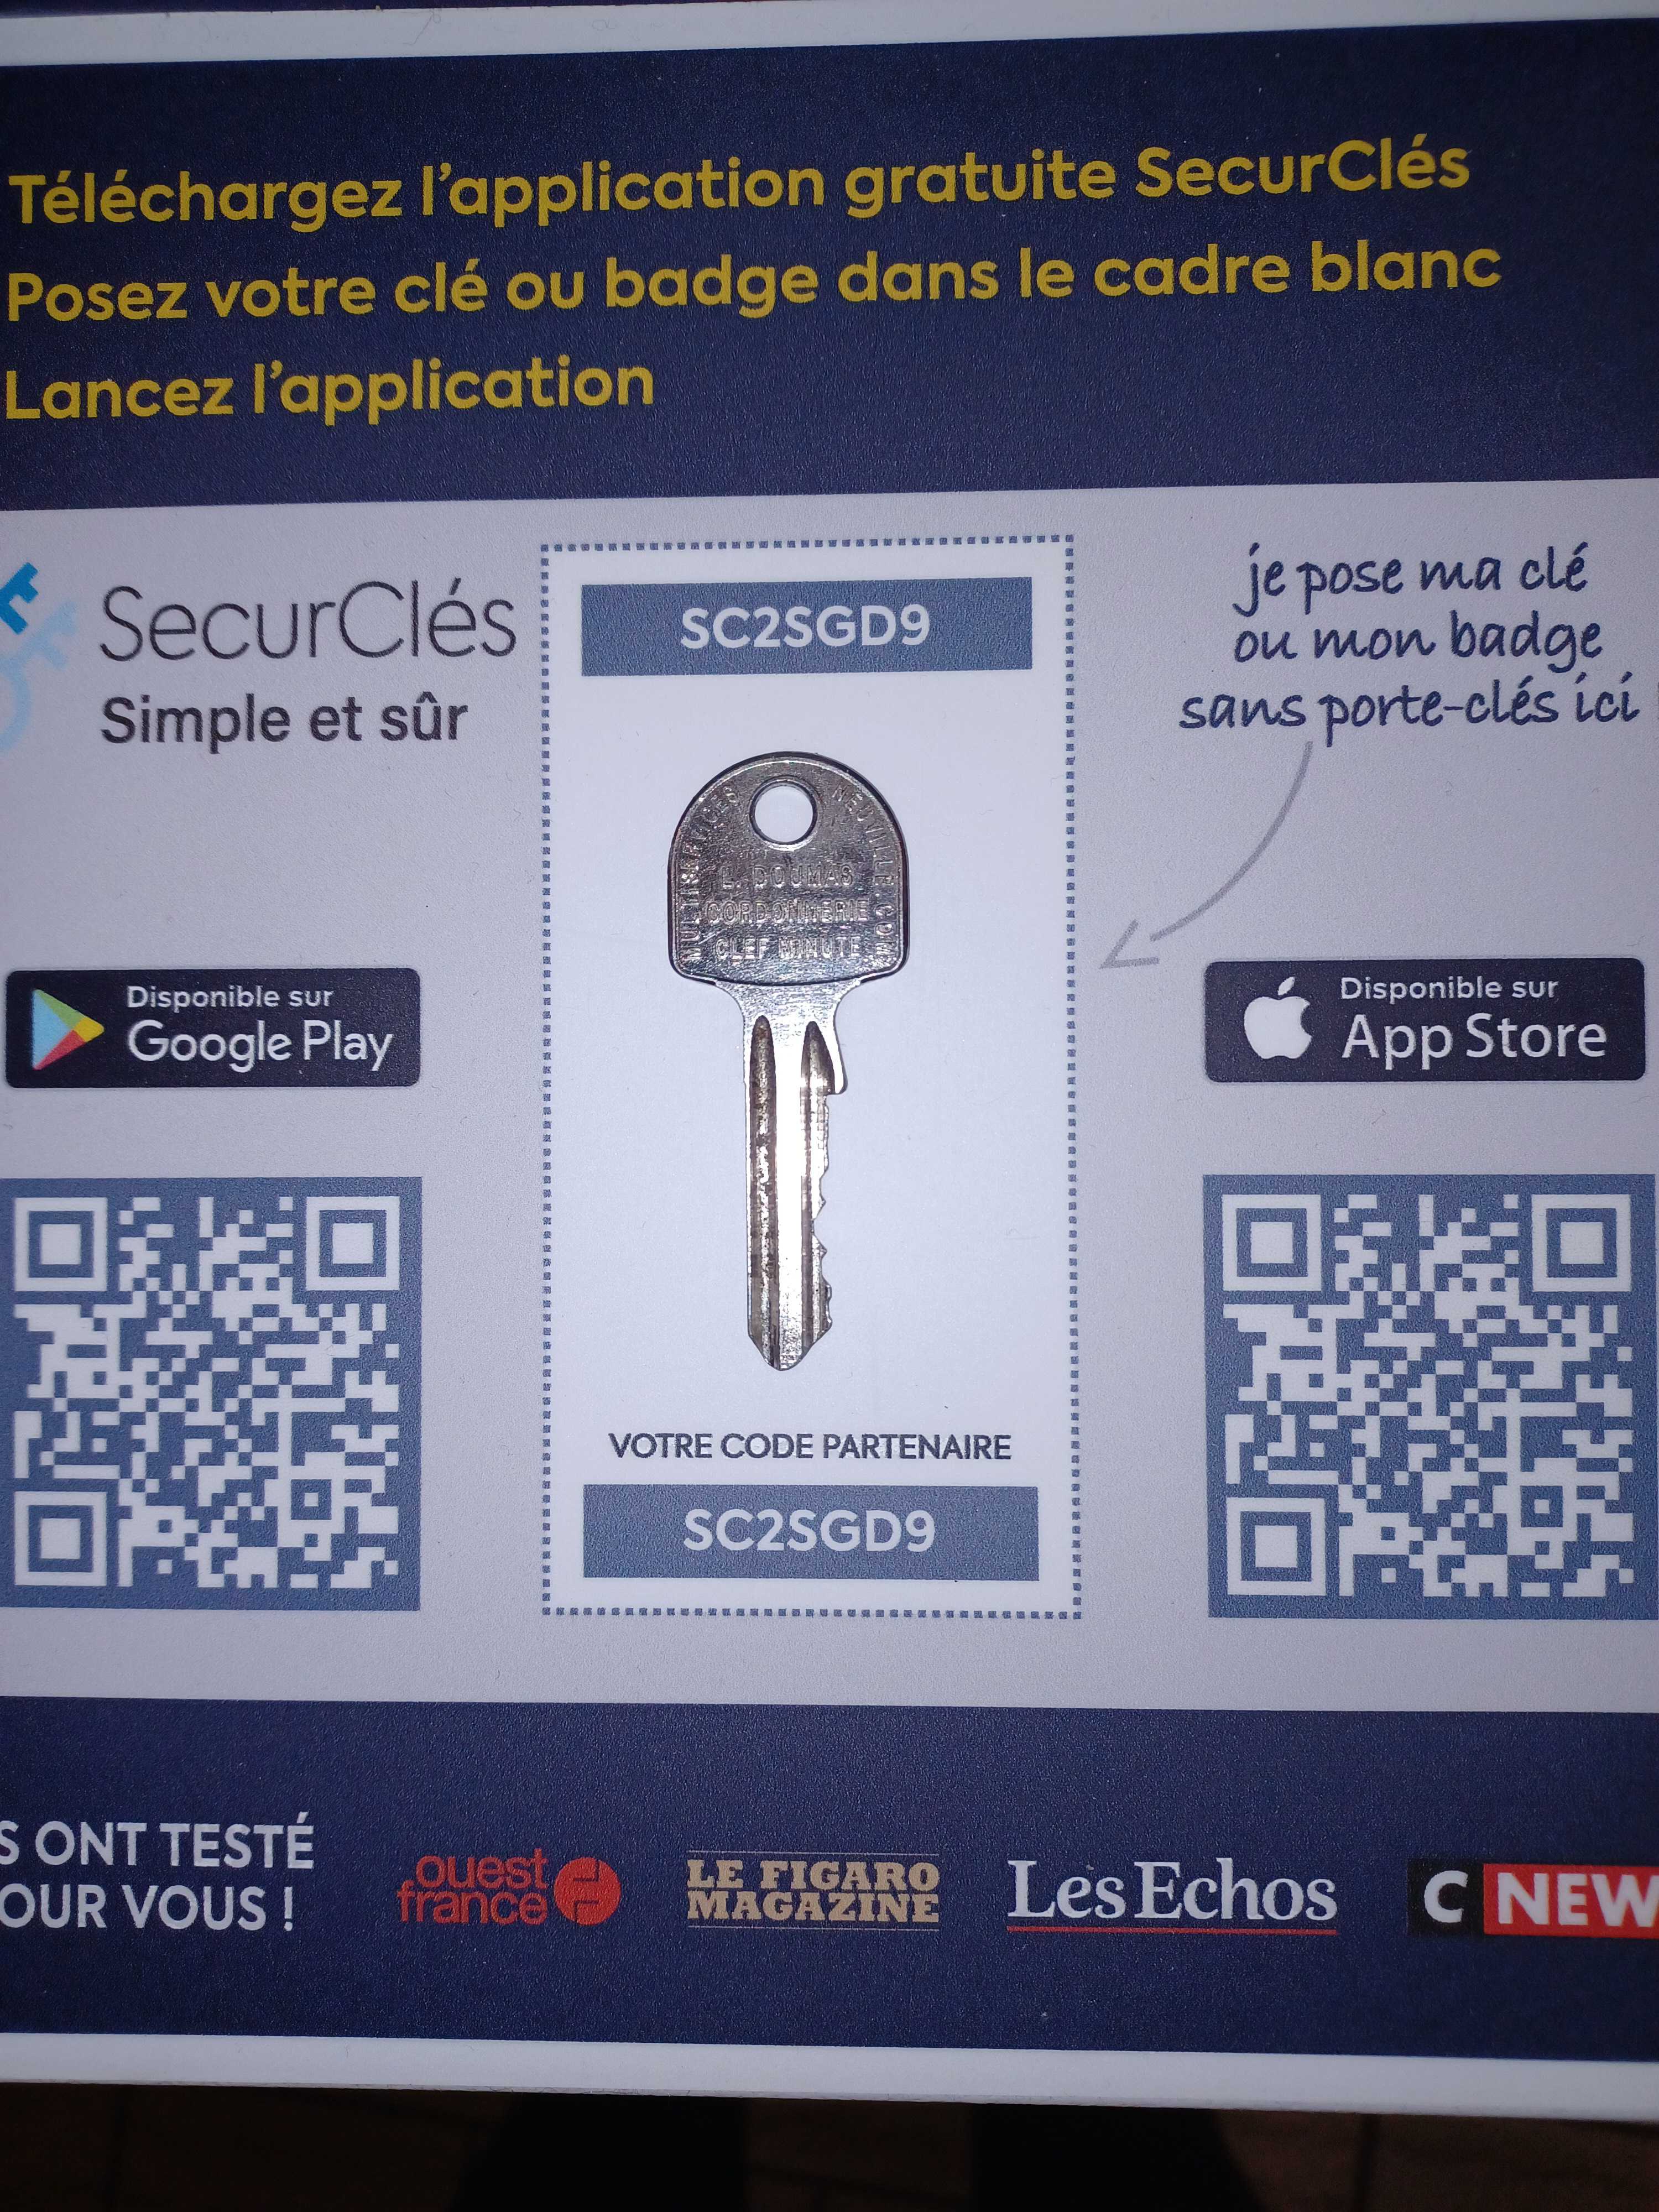 Téléchargez l'application gratuite SecurClés
Posez votre clé ou badge dans le cadre blanc
Lancez l'application
SecurClés
Simple et sûr
SC2SGD9
je pose ma clé
ou mon badge
sans porte-clés ici
MULTISERVICES NEUVILLE.COM
L. DOUMAS
CORDONNERIE
CLEF MINUTE
Disponible sur
Google Play
Disponible sur
App Store
VOTRE CODE PARTENAIRE
SC2SGD9
S ONT TESTÉ
OUR VOUS !
ouest
france
LE FIGARO
MAGAZINE
Les Echos
C NEW